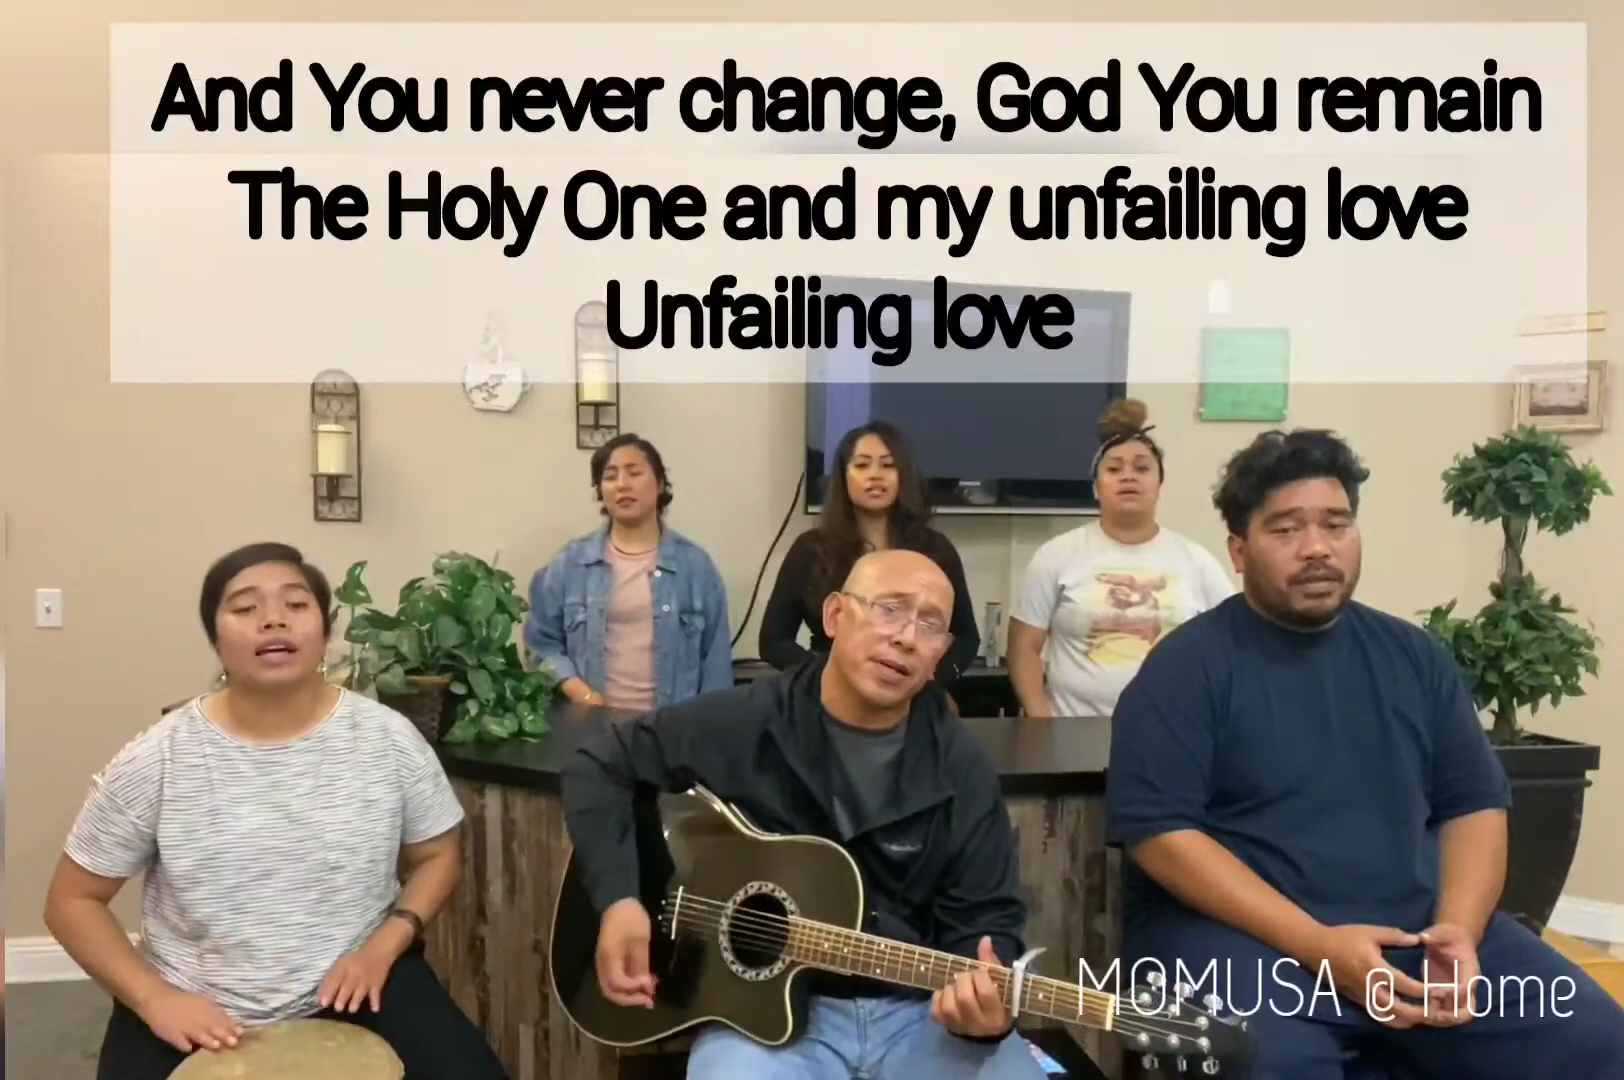 And You never change, God You remain
The Holy One and my unfailing love
Unfailing love
MOMUSA @ Home